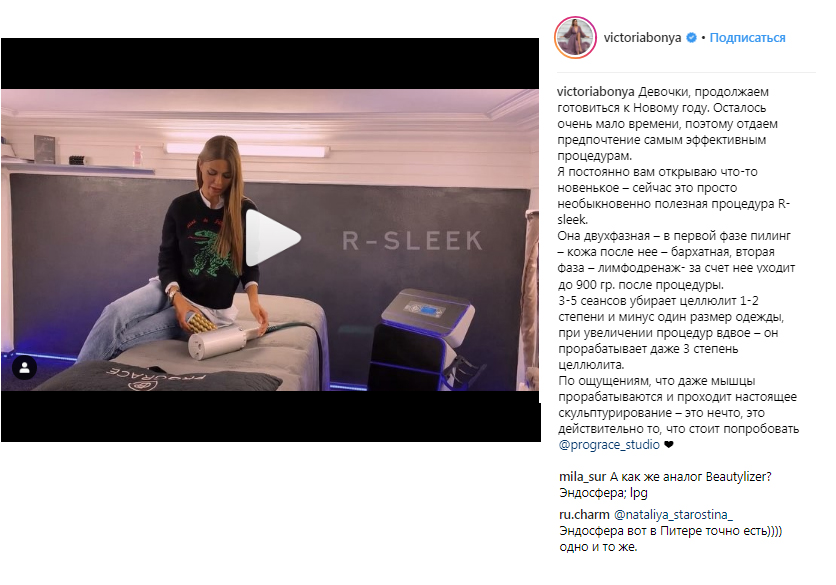 victoriabonya • Подписаться
victoriabonya Девочки, продолжаем
готовиться к Новому году. Осталось
очень мало времени, поэтому отдаем
предпочтение самым эффективным
процедурам.
Я постоянно вам открываю что-то
новенькое – сейчас это просто
необыкновенно полезная процедура R-
sleek.
Она двухфазная – в первой фазе пилинг
– кожа после нее – бархатная, вторая
фаза – лимфодренаж- за счет нее уходит
до 900 гр. после процедуры.
3-5 сеансов убирает целлюлит 1-2
степени и минус один размер одежды,
при увеличении процедур вдвое – он
прорабатывает даже 3 степень
целлюлита.
По ощущениям, что даже мышцы
прорабатываются и проходит настоящее
скульптурирование – это нечто, это
действительно то, что стоит попробовать
@prograce_studio ❤
mila_sur А как же аналог Beautylizer?
Эндосфера; lpg
ru.charm @nataliya_starostina_
Эндосфера вот в Питере точно есть))))
одно и то же.
R-SLEEK
PROGRACE